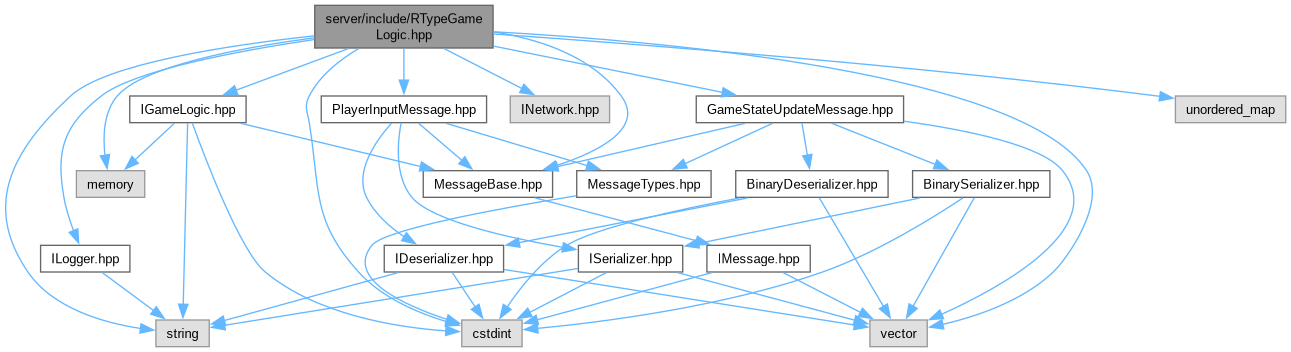 server/include/RTypeGame
Logic.hpp
IGameLogic.hpp
PlayerInputMessage.hpp
INetwork.hpp
GameStateUpdateMessage.hpp
unordered_map
memory
MessageBase.hpp
MessageTypes.hpp
BinaryDeserializer.hpp
BinarySerializer.hpp
ILogger.hpp
IDeserializer.hpp
ISerializer.hpp
IMessage.hpp
string
cstdint
vector